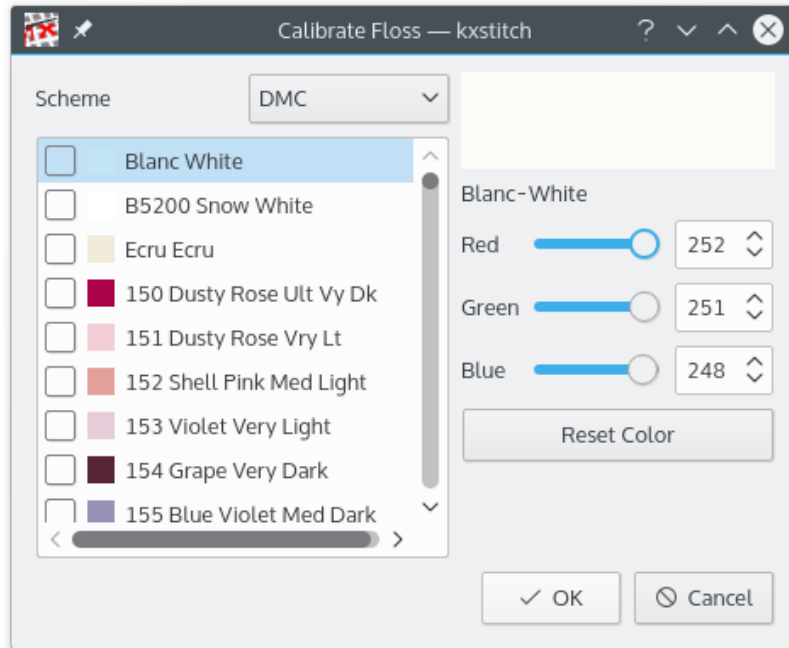 Calibrate Floss — kxstitch
Scheme
DMC
Blanc White
B5200 Snow White
Ecru Ecru
150 Dusty Rose Ult Vy Dk
151 Dusty Rose Vry Lt
152 Shell Pink Med Light
153 Violet Very Light
154 Grape Very Dark
155 Blue Violet Med Dark
Blanc-White
Red 252
Green 251
Blue 248
Reset Color
OK
Cancel